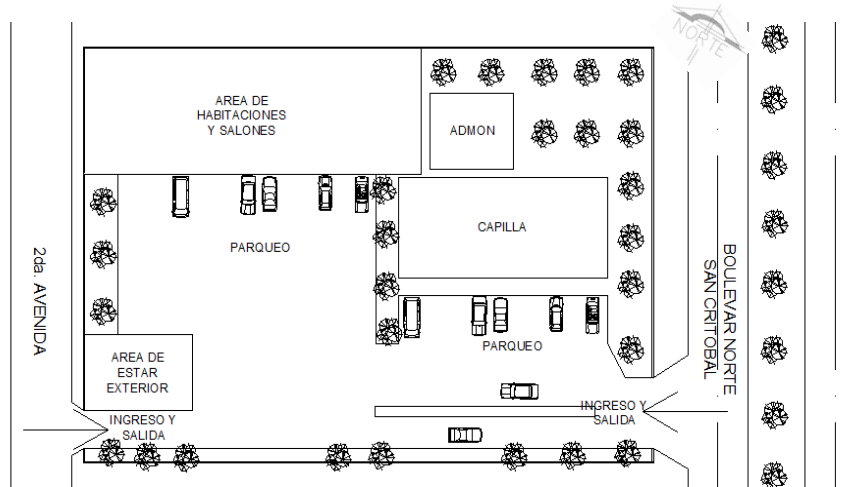 NORTE
AREA DE
HABITACIONES
Y SALONES
ADMON
CAPILLA
PARQUEO
2da. AVENIDA
BOULEVAR NORTE
SAN CRITOBAL
PARQUEO
AREA DE
ESTAR
EXTERIOR
INGRESO Y
SALIDA
INGRESO Y
SALIDA